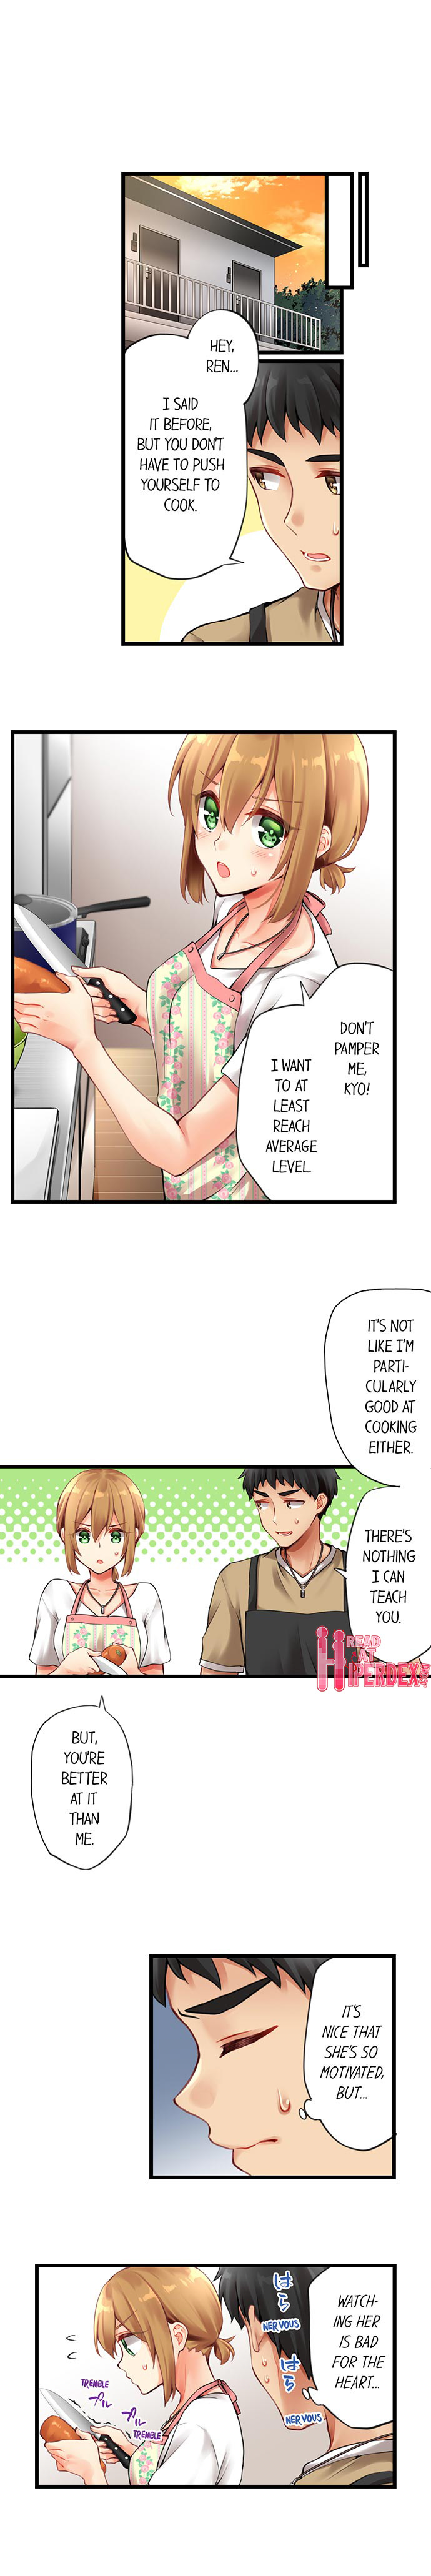 HEY,
REN...
I SAID
IT BEFORE,
BUT YOU DON'T
HAVE TO PUSH
YOURSELF TO
COOK.
DON'T
PAMPER
ME,
KYO!
I WANT
TO AT
LEAST
REACH
AVERAGE
LEVEL.
IT'S NOT
LIKE I'M
PARTI-
CULARLY
GOOD AT
COOKING
EITHER.
THERE'S
NOTHING
I CAN
TEACH
YOU.
READ
AT
HIPERDEX
BUT,
YOU'RE
BETTER
AT IT
THAN
ME.
IT'S
NICE THAT
SHE'S SO
MOTIVATED,
BUT...
WATCH-
ING HER
IS BAD
FOR THE
HEART...
はら
NERVOUS
はら
NERVOUS
TREMBLE
プル
プル
TREMBLE